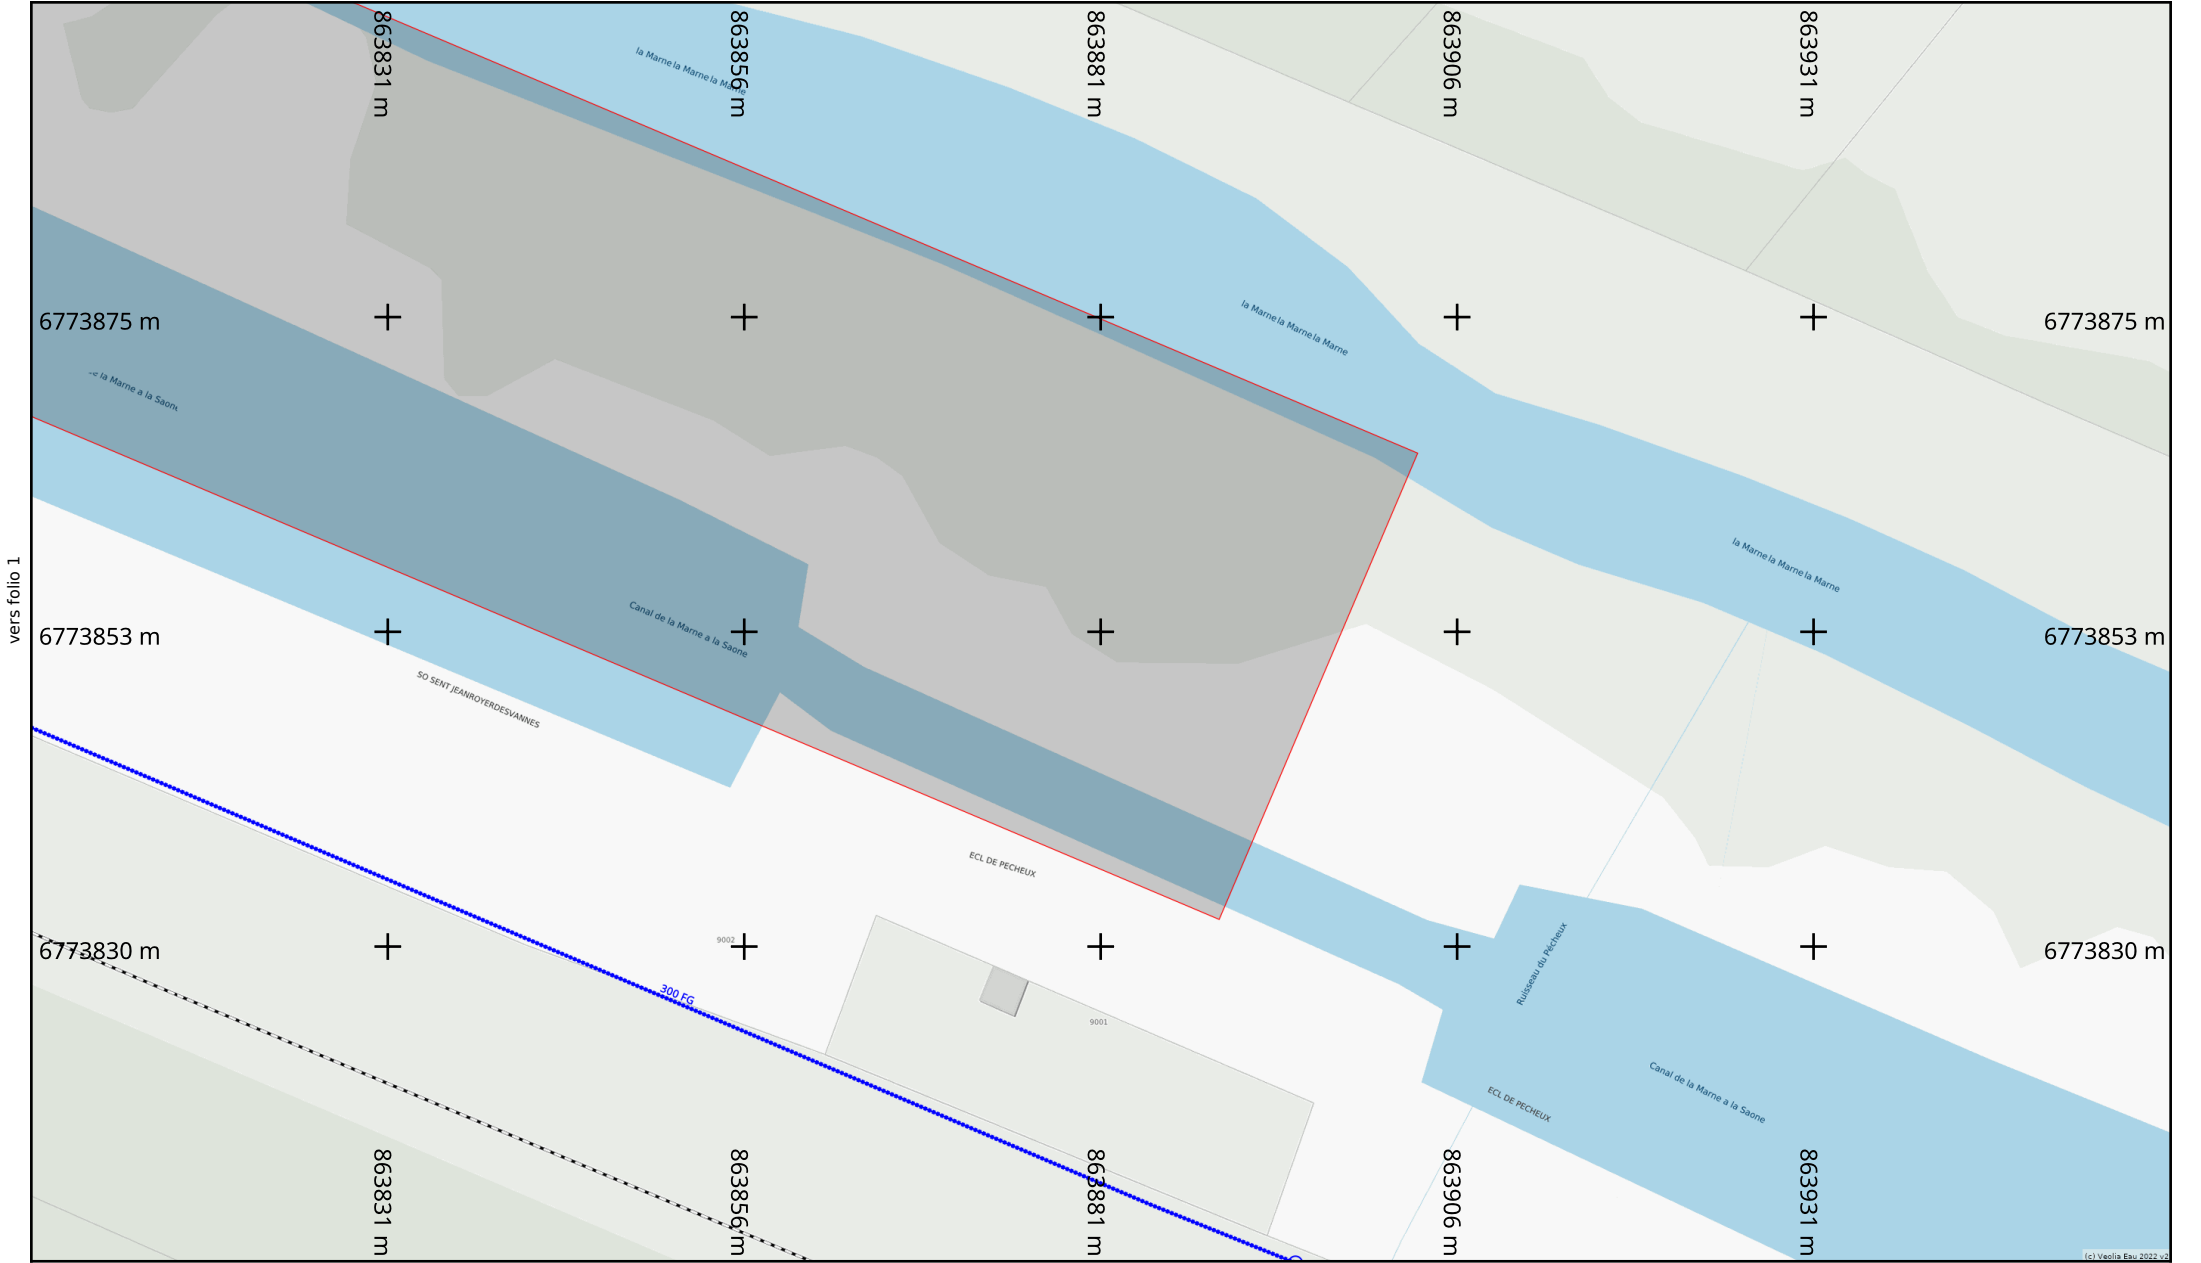 863831 m
863856 m
863881 m
863906 m
863931 m
la Marne la Marne la Marne
la Marne la Marne la Marne
6773875 m
6773875 m
la Marne a la Saone
la Marne la Marne la Marne
vers folio 1
Canal de la Marne a la Saone
6773853 m
6773853 m
SO SENT JEANROYERDESVANNES
ECL DE PECHEUX
9002
6773830 m
6773830 m
Ruisseau du Pécheux
300 FG
9001
Canal de la Marne a la Saone
ECL DE PECHEUX
863831 m
863856 m
863881 m
863906 m
863931 m
(c) Veolia Eau 2022 v2